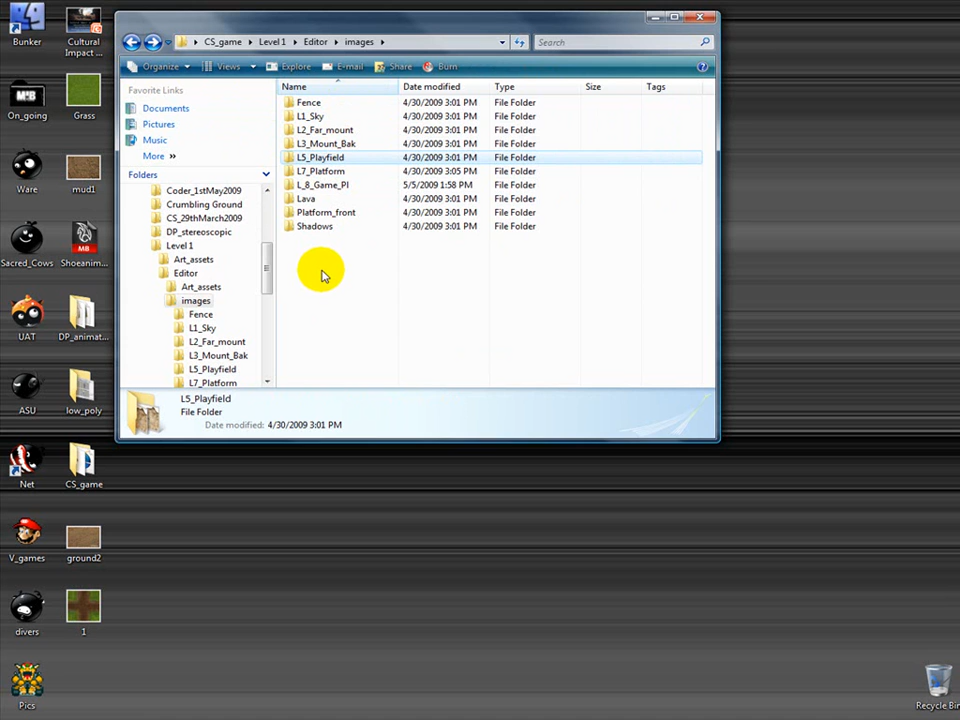 Bunker
Cultural
Impact ...
On_going
Grass
Ware
mud1
Sacred_Cows
Shoeanim...
UAT
DP_animat...
ASU
low_poly
Net
CS_game
V_games
ground2
divers
1
Pics
Recycle Bin
CS_game
Level 1
Editor
images
Search
Organize
Views
Explore
E-mail
Share
Burn
Favorite Links
Documents
Pictures
Music
More »
Folders
Coder_1stMay2009
Crumbling Ground
CS_29thMarch2009
DP_stereoscopic
Level 1
Art_assets
Editor
Art_assets
images
Fence
L1_Sky
L2_Far_mount
L3_Mount_Bak
L5_Playfield
L7_Platform
Name Date modified Type Size Tags
Fence 4/30/2009 3:01 PM File Folder
L1_Sky 4/30/2009 3:01 PM File Folder
L2_Far_mount 4/30/2009 3:01 PM File Folder
L3_Mount_Bak 4/30/2009 3:01 PM File Folder
L5_Playfield 4/30/2009 3:01 PM File Folder
L7_Platform 4/30/2009 3:05 PM File Folder
L_8_Game_Pl 5/5/2009 1:58 PM File Folder
Lava 4/30/2009 3:01 PM File Folder
Platform_front 4/30/2009 3:01 PM File Folder
Shadows 4/30/2009 3:01 PM File Folder
L5_Playfield
File Folder
Date modified: 4/30/2009 3:01 PM